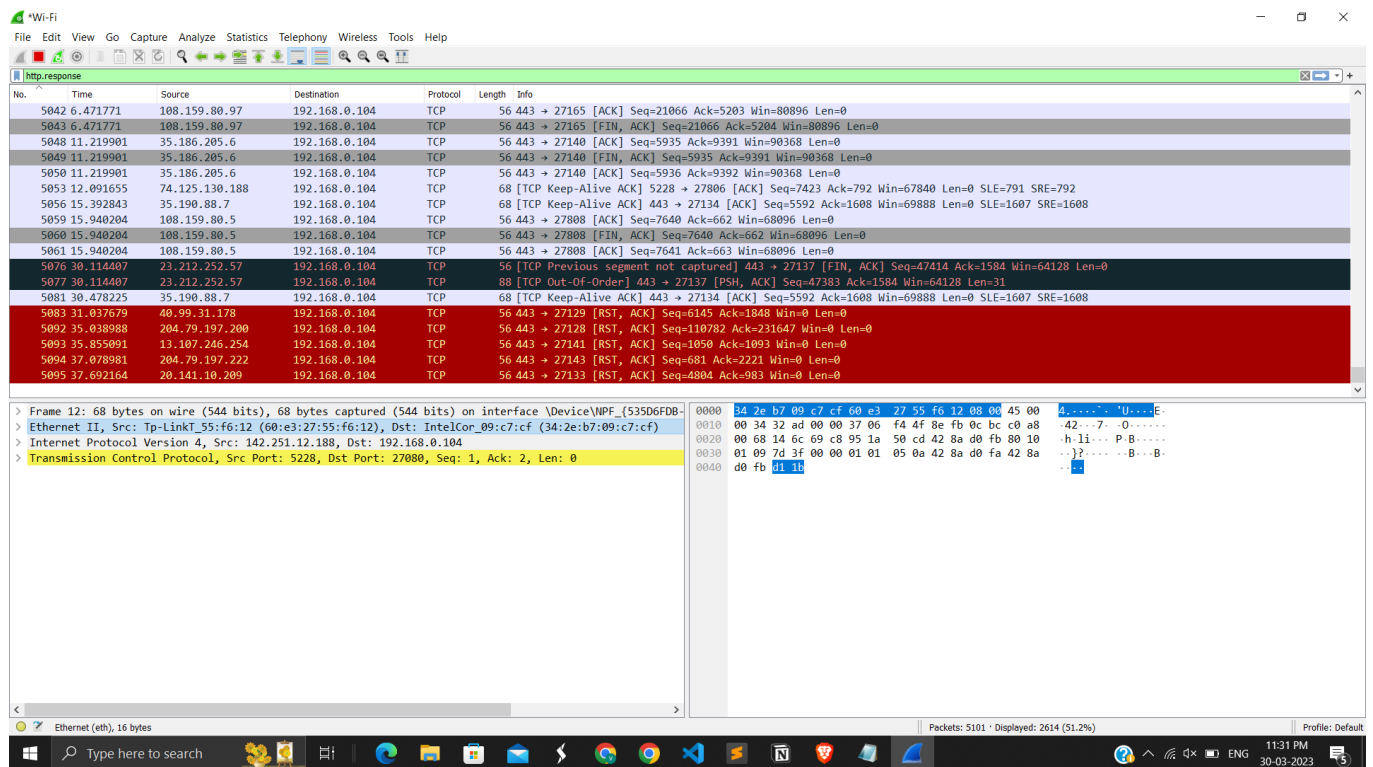 *Wi-Fi
File Edit View Go Capture Analyze Statistics Telephony Wireless Tools Help
http.response
No. Time Source Destination Protocol Length Info
5042 6.471771 108.159.80.97 192.168.0.104 TCP 56 443 → 27165 [ACK] Seq=21066 Ack=5203 Win=80896 Len=0
5043 6.471771 108.159.80.97 192.168.0.104 TCP 56 443 → 27165 [FIN, ACK] Seq=21066 Ack=5204 Win=80896 Len=0
5048 11.219901 35.186.205.6 192.168.0.104 TCP 56 443 → 27140 [ACK] Seq=5935 Ack=9391 Win=90368 Len=0
5049 11.219901 35.186.205.6 192.168.0.104 TCP 56 443 → 27140 [FIN, ACK] Seq=5935 Ack=9391 Win=90368 Len=0
5050 11.219901 35.186.205.6 192.168.0.104 TCP 56 443 → 27140 [ACK] Seq=5936 Ack=9392 Win=90368 Len=0
5053 12.091655 74.125.130.188 192.168.0.104 TCP 68 [TCP Keep-Alive ACK] 5228 → 27806 [ACK] Seq=7423 Ack=792 Win=67840 Len=0 SLE=791 SRE=792
5056 15.392843 35.190.88.7 192.168.0.104 TCP 68 [TCP Keep-Alive ACK] 443 → 27134 [ACK] Seq=5592 Ack=1608 Win=69888 Len=0 SLE=1607 SRE=1608
5059 15.940204 108.159.80.5 192.168.0.104 TCP 56 443 → 27808 [ACK] Seq=7640 Ack=662 Win=68096 Len=0
5060 15.940204 108.159.80.5 192.168.0.104 TCP 56 443 → 27808 [FIN, ACK] Seq=7640 Ack=662 Win=68096 Len=0
5061 15.940204 108.159.80.5 192.168.0.104 TCP 56 443 → 27808 [ACK] Seq=7641 Ack=663 Win=68096 Len=0
5076 30.114407 23.212.252.57 192.168.0.104 TCP 56 [TCP Previous segment not captured] 443 → 27137 [FIN, ACK] Seq=47414 Ack=1584 Win=64128 Len=0
5077 30.114407 23.212.252.57 192.168.0.104 TCP 88 [TCP Out-Of-Order] 443 → 27137 [PSH, ACK] Seq=47383 Ack=1584 Win=64128 Len=31
5081 30.478225 35.190.88.7 192.168.0.104 TCP 68 [TCP Keep-Alive ACK] 443 → 27134 [ACK] Seq=5592 Ack=1608 Win=69888 Len=0 SLE=1607 SRE=1608
5083 31.037679 40.99.31.178 192.168.0.104 TCP 56 443 → 27129 [RST, ACK] Seq=6145 Ack=1848 Win=0 Len=0
5092 35.038988 204.79.197.200 192.168.0.104 TCP 56 443 → 27128 [RST, ACK] Seq=110782 Ack=231647 Win=0 Len=0
5093 35.855091 13.107.246.254 192.168.0.104 TCP 56 443 → 27141 [RST, ACK] Seq=1050 Ack=1093 Win=0 Len=0
5094 37.078981 204.79.197.222 192.168.0.104 TCP 56 443 → 27143 [RST, ACK] Seq=681 Ack=2221 Win=0 Len=0
5095 37.692164 20.141.10.209 192.168.0.104 TCP 56 443 → 27133 [RST, ACK] Seq=4804 Ack=983 Win=0 Len=0
> Frame 12: 68 bytes on wire (544 bits), 68 bytes captured (544 bits) on interface \Device\NPF_{535D6FDB-
> Ethernet II, Src: Tp-LinkT_55:f6:12 (60:e3:27:55:f6:12), Dst: IntelCor_09:c7:cf (34:2e:b7:09:c7:cf)
> Internet Protocol Version 4, Src: 142.251.12.188, Dst: 192.168.0.104
> Transmission Control Protocol, Src Port: 5228, Dst Port: 27080, Seq: 1, Ack: 2, Len: 0
0000 34 2e b7 09 c7 cf 60 e3 27 55 f6 12 08 00 45 00 4.····`· 'U····E·
0010 00 34 32 ad 00 00 37 06 f4 4f 8e fb 0c bc c0 a8 ·42···7· ·O······
0020 00 68 14 6c 69 c8 95 1a 50 cd 42 8a d0 fb 80 10 ·h·li··· P·B·····
0030 01 09 7d 3f 00 00 01 01 05 0a 42 8a d0 fa 42 8a ··}?···· ··B···B·
0040 d0 fb d1 1b ····
Ethernet (eth), 16 bytes
Packets: 5101 · Displayed: 2614 (51.2%)
Profile: Default
Type here to search
ENG
11:31 PM
30-03-2023
5